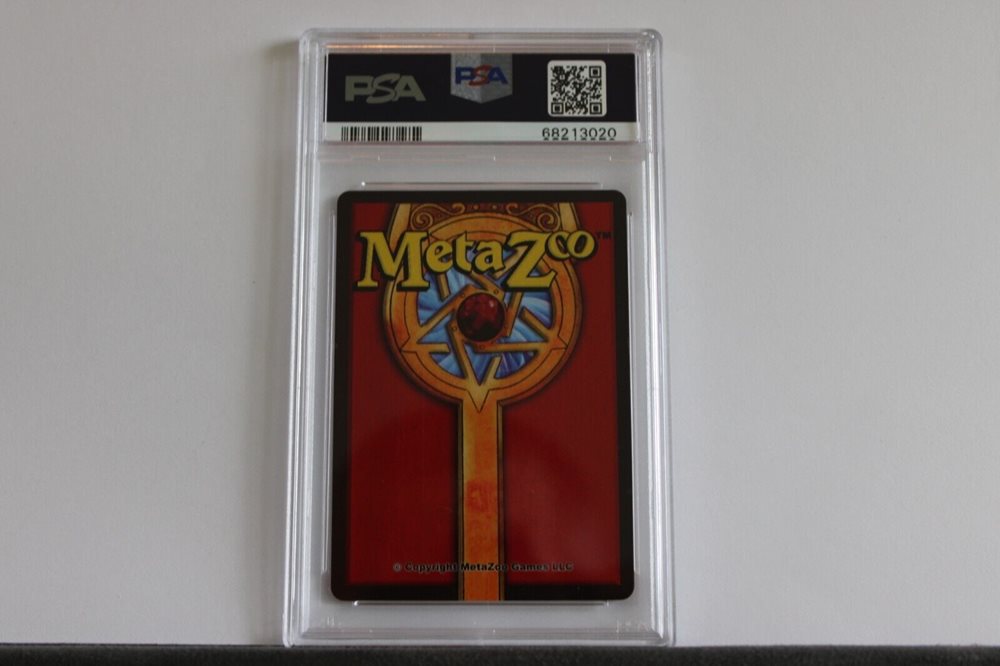 PSA
PSA
68213020
MetaZoo™
© Copyright MetaZoo Games LLC